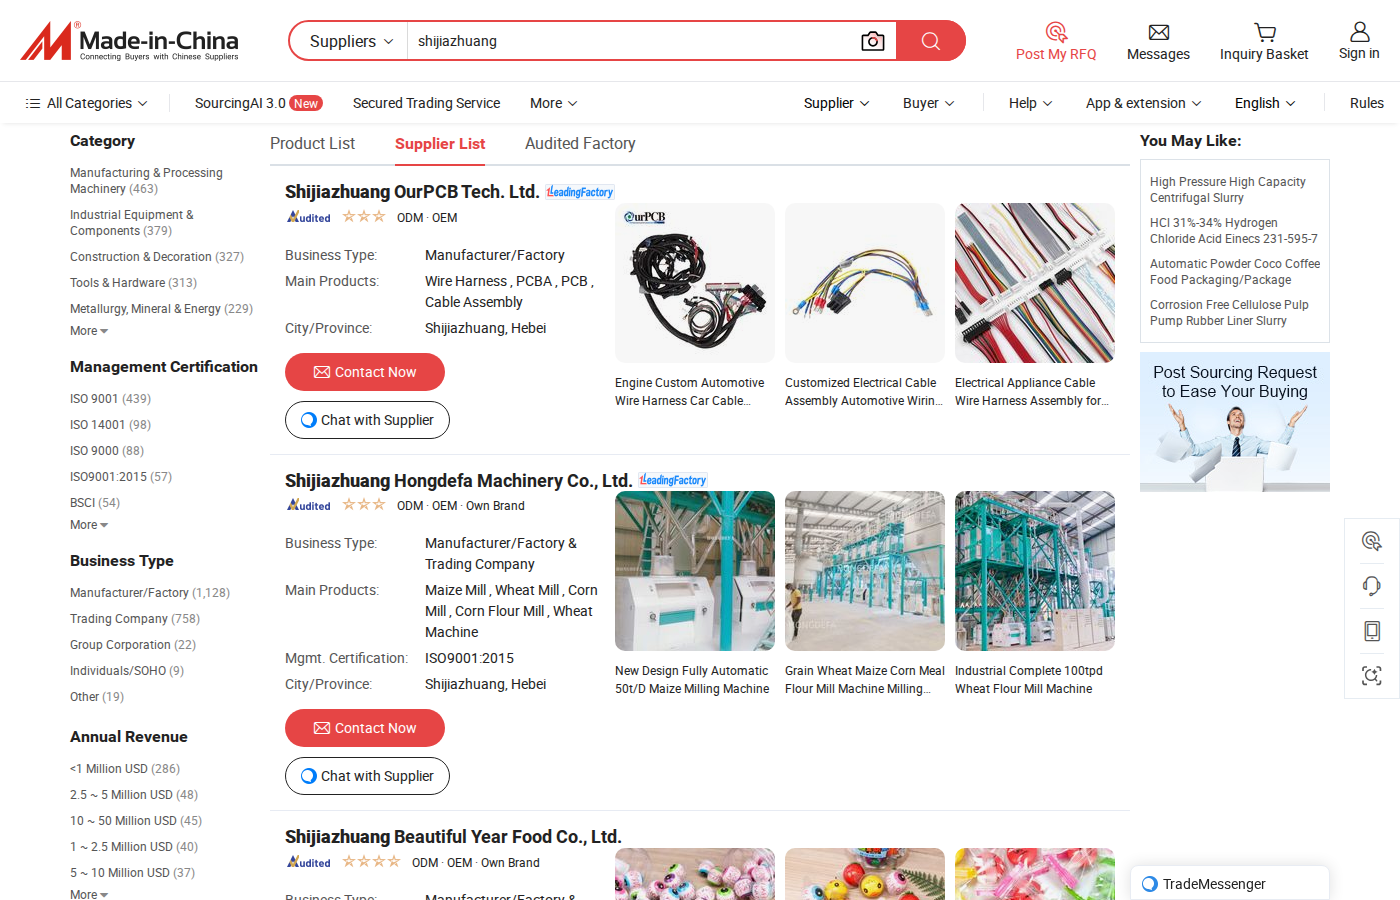 Made-in-China®
Connecting Buyers with Chinese Suppliers
Suppliers
shijiazhuang
Post My RFQ
Messages
Inquiry Basket
Sign in
All Categories
SourcingAI 3.0 New
Secured Trading Service
More
Supplier
Buyer
Help
App & extension
English
Rules
Category
Manufacturing & Processing
Machinery (463)
Industrial Equipment &
Components (379)
Construction & Decoration (327)
Tools & Hardware (313)
Metallurgy, Mineral & Energy (229)
More
Management Certification
ISO 9001 (439)
ISO 14001 (98)
ISO 9000 (88)
ISO9001:2015 (57)
BSCI (54)
More
Business Type
Manufacturer/Factory (1,128)
Trading Company (758)
Group Corporation (22)
Individuals/SOHO (9)
Other (19)
Annual Revenue
<1 Million USD (286)
2.5 ~ 5 Million USD (48)
10 ~ 50 Million USD (45)
1 ~ 2.5 Million USD (40)
5 ~ 10 Million USD (37)
More
Product List
Supplier List
Audited Factory
Shijiazhuang OurPCB Tech. Ltd. LeadingFactory
Audited ODM · OEM
Business Type: Manufacturer/Factory
Main Products: Wire Harness , PCBA , PCB ,
Cable Assembly
City/Province: Shijiazhuang, Hebei
Contact Now
Chat with Supplier
OurPCB
Engine Custom Automotive
Wire Harness Car Cable...
Customized Electrical Cable
Assembly Automotive Wirin...
Electrical Appliance Cable
Wire Harness Assembly for...
Shijiazhuang Hongdefa Machinery Co., Ltd. LeadingFactory
Audited ODM · OEM · Own Brand
Business Type: Manufacturer/Factory &
Trading Company
Main Products: Maize Mill , Wheat Mill , Corn
Mill , Corn Flour Mill , Wheat
Machine
Mgmt. Certification: ISO9001:2015
City/Province: Shijiazhuang, Hebei
Contact Now
Chat with Supplier
HONGDEFA
New Design Fully Automatic
50t/D Maize Milling Machine
Grain Wheat Maize Corn Meal
Flour Mill Machine Milling...
Industrial Complete 100tpd
Wheat Flour Mill Machine
Shijiazhuang Beautiful Year Food Co., Ltd.
Audited ODM · OEM · Own Brand
Business Type: Manufacturer/Factory &
You May Like:
High Pressure High Capacity
Centrifugal Slurry
HCl 31%-34% Hydrogen
Chloride Acid Einecs 231-595-7
Automatic Powder Coco Coffee
Food Packaging/Package
Corrosion Free Cellulose Pulp
Pump Rubber Liner Slurry
Post Sourcing Request
to Ease Your Buying
TradeMessenger